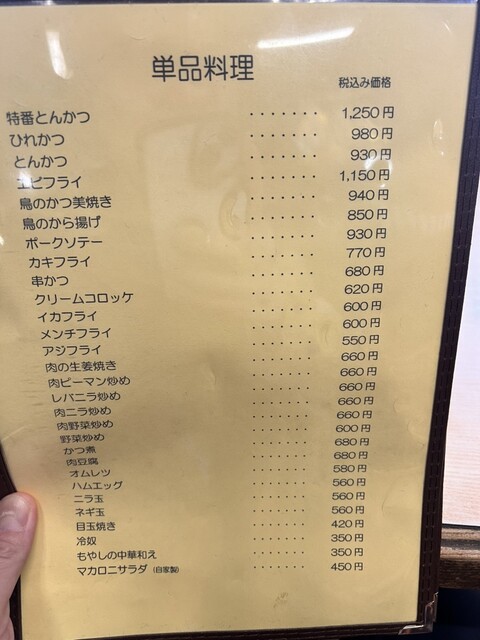 単品料理
税込み価格
特番とんかつ ・・・・・・・ 1,250円
ひれかつ ・・・・・・・ 980円
とんかつ ・・・・・・・ 930円
エビフライ ・・・・・・・ 1,150円
鳥のかつ美焼き ・・・・・・・ 940円
鳥のから揚げ ・・・・・・・ 850円
ポークソテー ・・・・・・・ 930円
カキフライ ・・・・・・・ 770円
串かつ ・・・・・・・ 680円
クリームコロッケ ・・・・・・・ 620円
イカフライ ・・・・・・・ 600円
メンチフライ ・・・・・・・ 600円
アジフライ ・・・・・・・ 550円
肉の生姜焼き ・・・・・・・ 660円
肉ピーマン炒め ・・・・・・・ 660円
レバニラ炒め ・・・・・・・ 660円
肉ニラ炒め ・・・・・・・ 660円
肉野菜炒め ・・・・・・・ 660円
野菜炒め ・・・・・・・ 600円
かつ煮 ・・・・・・・ 680円
肉豆腐 ・・・・・・・ 680円
オムレツ ・・・・・・・ 580円
ハムエッグ ・・・・・・・ 560円
ニラ玉 ・・・・・・・ 560円
ネギ玉 ・・・・・・・ 560円
目玉焼き ・・・・・・・ 420円
冷奴 ・・・・・・・ 350円
もやしの中華和え ・・・・・・・ 350円
マカロニサラダ（自家製） ・・・・・・・ 450円